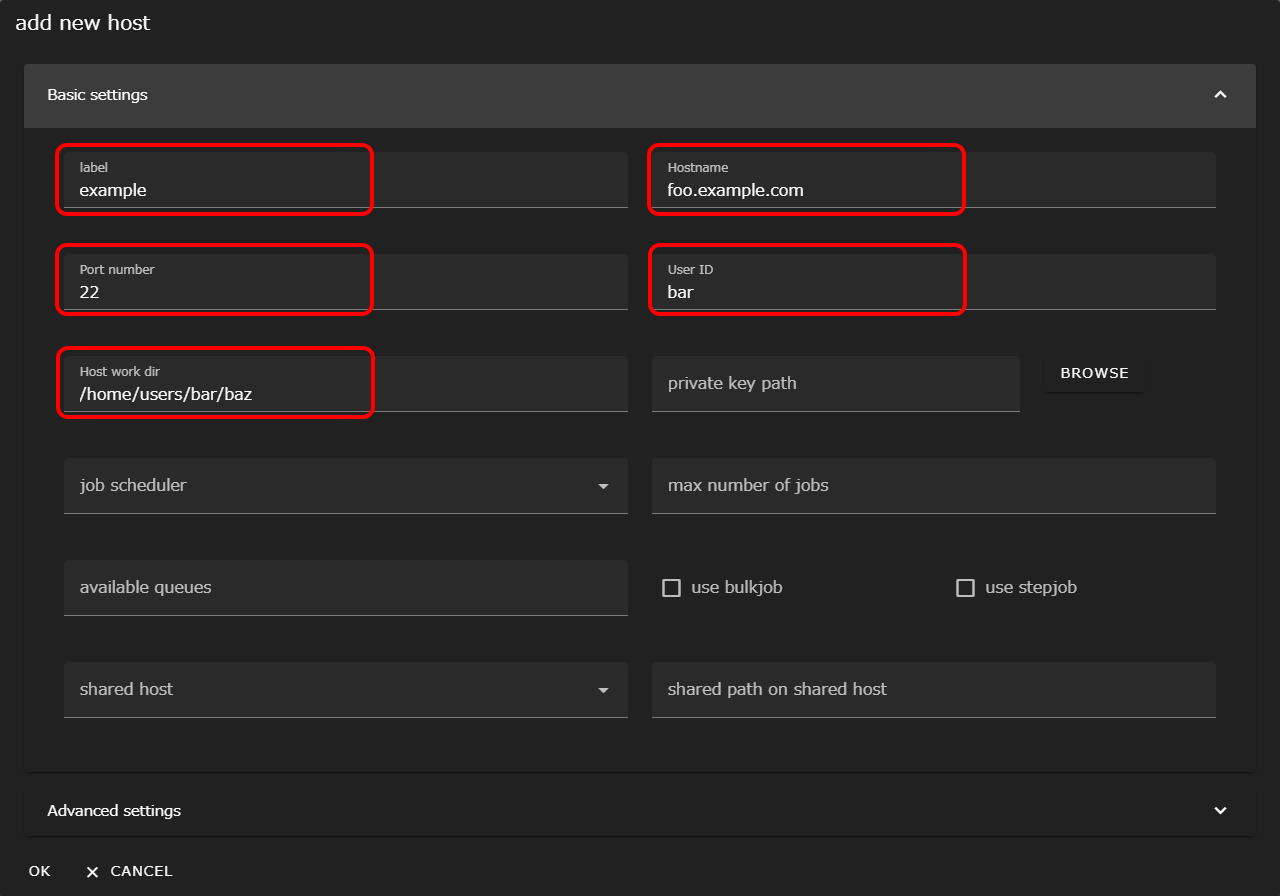 add new host
Basic settings
label
example
Hostname
foo.example.com
Port number
22
User ID
bar
Host work dir
/home/users/bar/baz
private key path
BROWSE
job scheduler
max number of jobs
available queues
use bulkjob
use stepjob
shared host
shared path on shared host
Advanced settings
OK
CANCEL